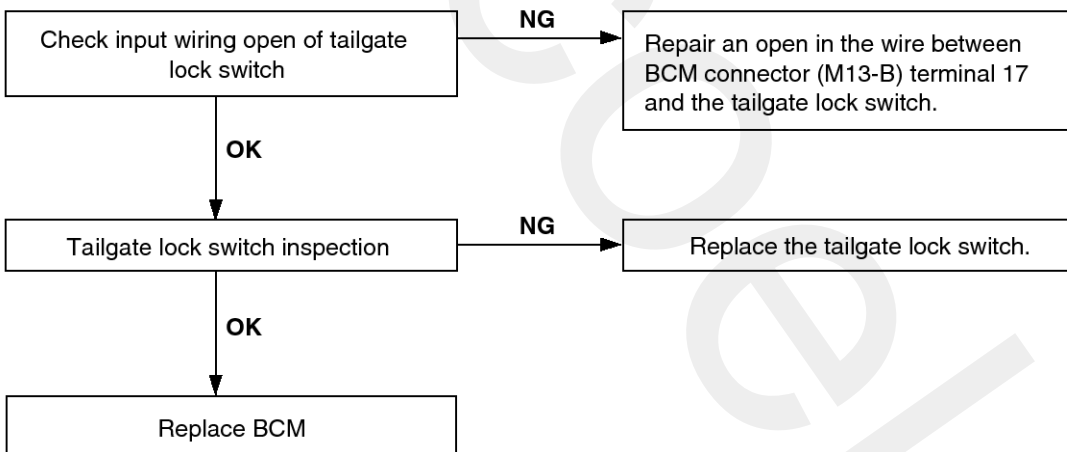 Check input wiring open of tailgate
lock switch
NG
Repair an open in the wire between
BCM connector (M13-B) terminal 17
and the tailgate lock switch.
OK
Tailgate lock switch inspection
NG
Replace the tailgate lock switch.
OK
Replace BCM